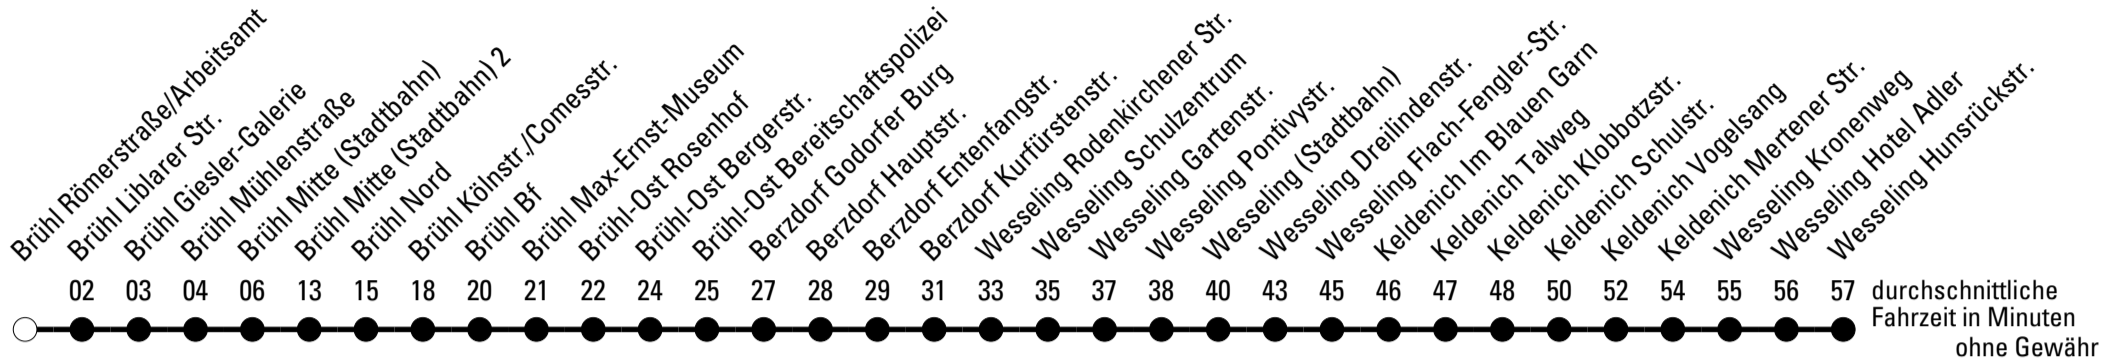 Brühl Römerstraße/Arbeitsamt
Brühl Liblarer Str.
Brühl Giesler-Galerie
Brühl Mühlenstraße
Brühl Mitte (Stadtbahn)
Brühl Mitte (Stadtbahn) 2
Brühl Nord
Brühl Kölnstr./Comesstr.
Brühl Bf
Brühl Max-Ernst-Museum
Brühl-Ost Rosenhof
Brühl-Ost Bergerstr.
Brühl-Ost Bereitschaftspolizei
Berzdorf Godorfer Burg
Berzdorf Hauptstr.
Berzdorf Entenfangstr.
Berzdorf Kurfürstenstr.
Wesseling Rodenkirchener Str.
Wesseling Schulzentrum
Wesseling Gartenstr.
Wesseling Pontivystr.
Wesseling (Stadtbahn)
Wesseling Dreilindenstr.
Wesseling Flach-Fengler-Str.
Keldenich Im Blauen Garn
Keldenich Talweg
Keldenich Klobbotzstr.
Keldenich Schulstr.
Keldenich Vogelsang
Keldenich Mertener Str.
Wesseling Kronenweg
Wesseling Hotel Adler
Wesseling Hunsrückstr.
02 03 04 06 13 15 18 20 21 22 24 25 27 28 29 31 33 35 37 38 40 43 45 46 47 48 50 52 54 55 56 57 durchschnittliche
Fahrzeit in Minuten
ohne Gewähr